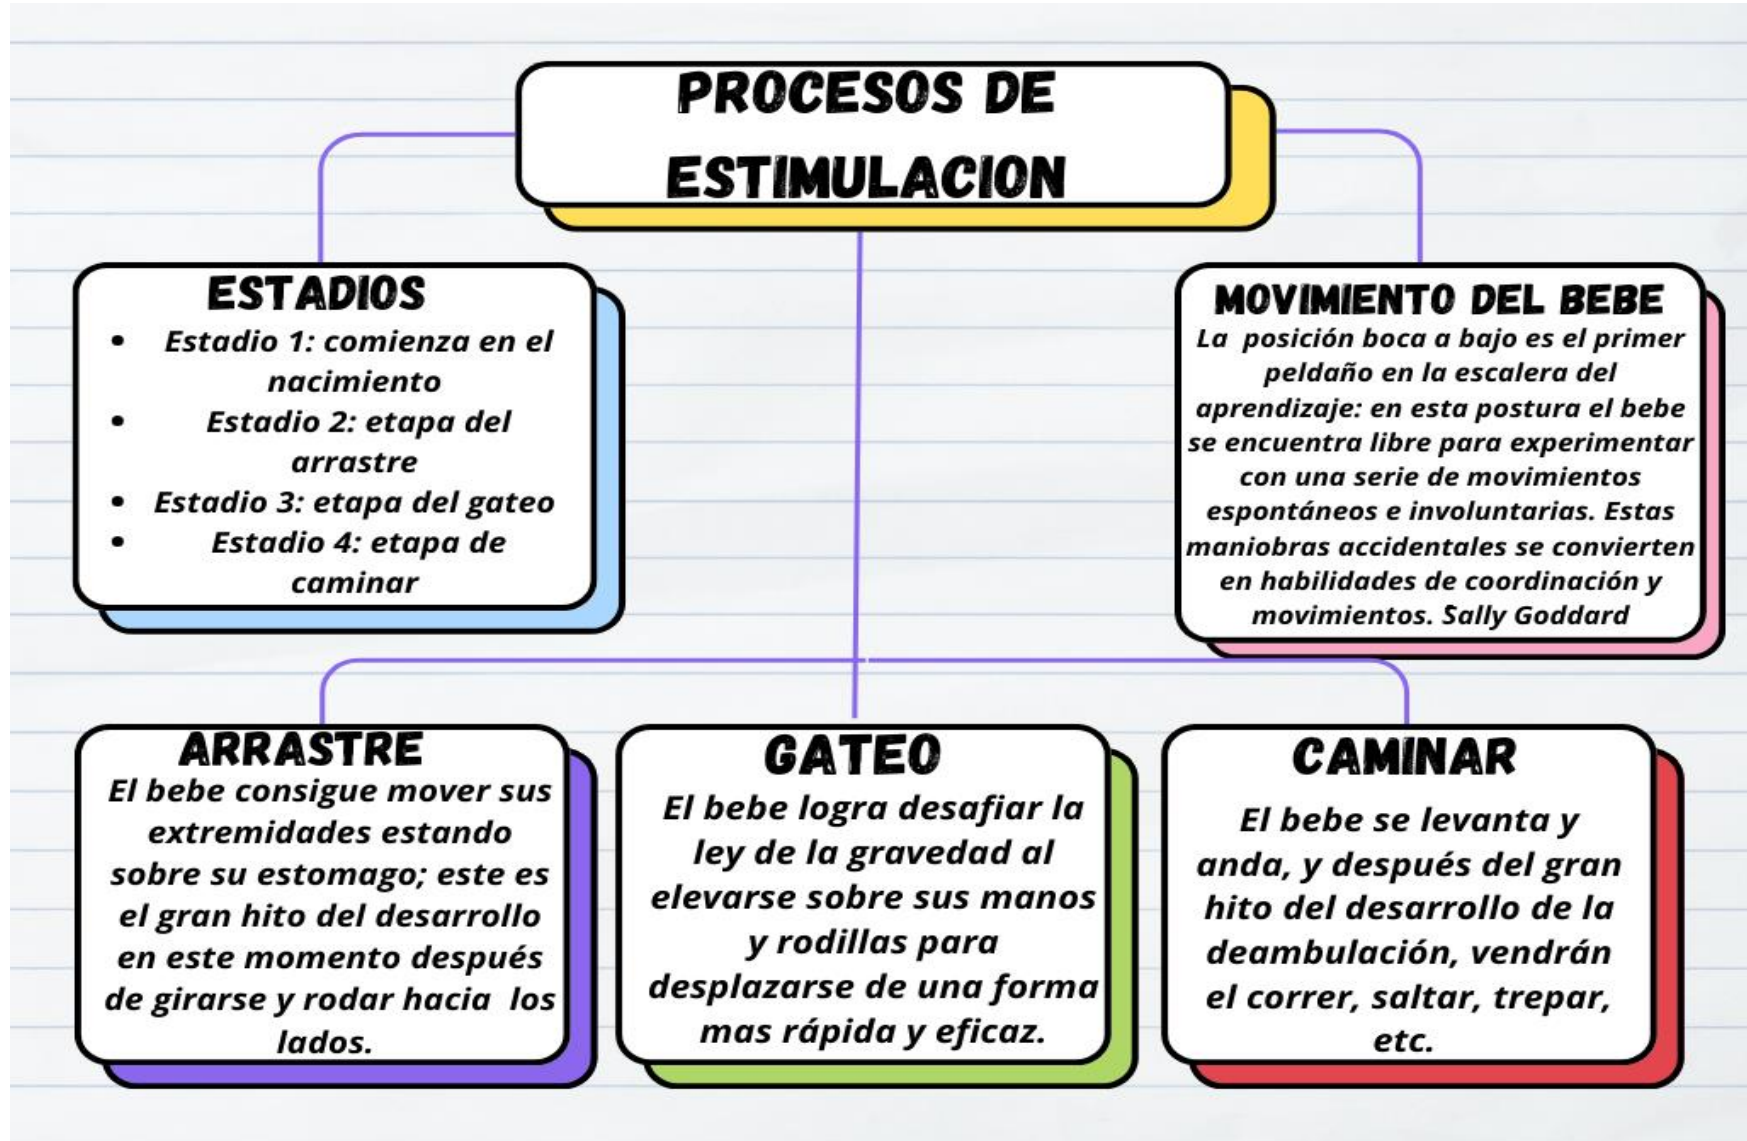 PROCESOS DE
ESTIMULACION
ESTADIOS
• Estadio 1: comienza en el
nacimiento
• Estadio 2: etapa del
arrastre
• Estadio 3: etapa del gateo
• Estadio 4: etapa de
caminar
MOVIMIENTO DEL BEBE
La posición boca a bajo es el primer
peldaño en la escalera del
aprendizaje: en esta postura el bebe
se encuentra libre para experimentar
con una serie de movimientos
espontáneos e involuntarias. Estas
maniobras accidentales se convierten
en habilidades de coordinación y
movimientos. Sally Goddard
ARRASTRE
El bebe consigue mover sus
extremidades estando
sobre su estomago; este es
el gran hito del desarrollo
en este momento después
de girarse y rodar hacia los
lados.
GATEO
El bebe logra desafiar la
ley de la gravedad al
elevarse sobre sus manos
y rodillas para
desplazarse de una forma
mas rápida y eficaz.
CAMINAR
El bebe se levanta y
anda, y después del gran
hito del desarrollo de la
deambulación, vendrán
el correr, saltar, trepar,
etc.